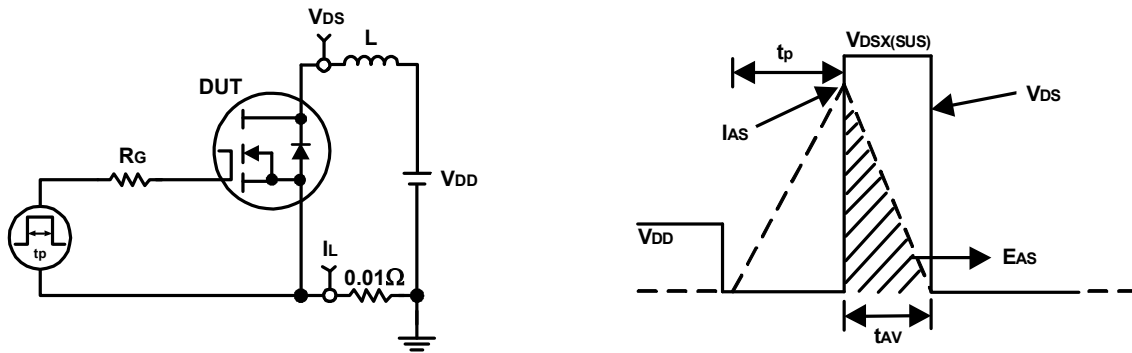 VDS
L
DUT
RG
VDD
tp
IL
0.01Ω
VDSX(SUS)
tp
VDS
IAS
VDD
EAS
tAV